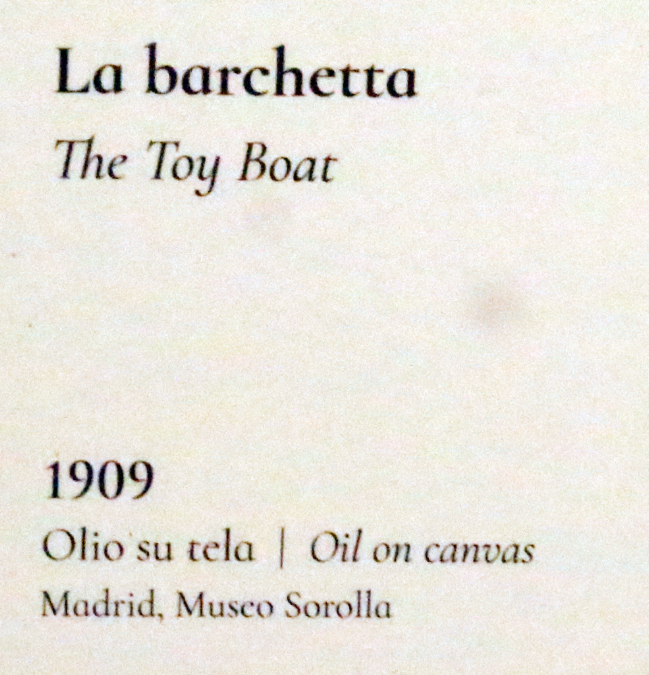 La barchetta
The Toy Boat
1909
Olio su tela | Oil on canvas
Madrid, Museo Sorolla